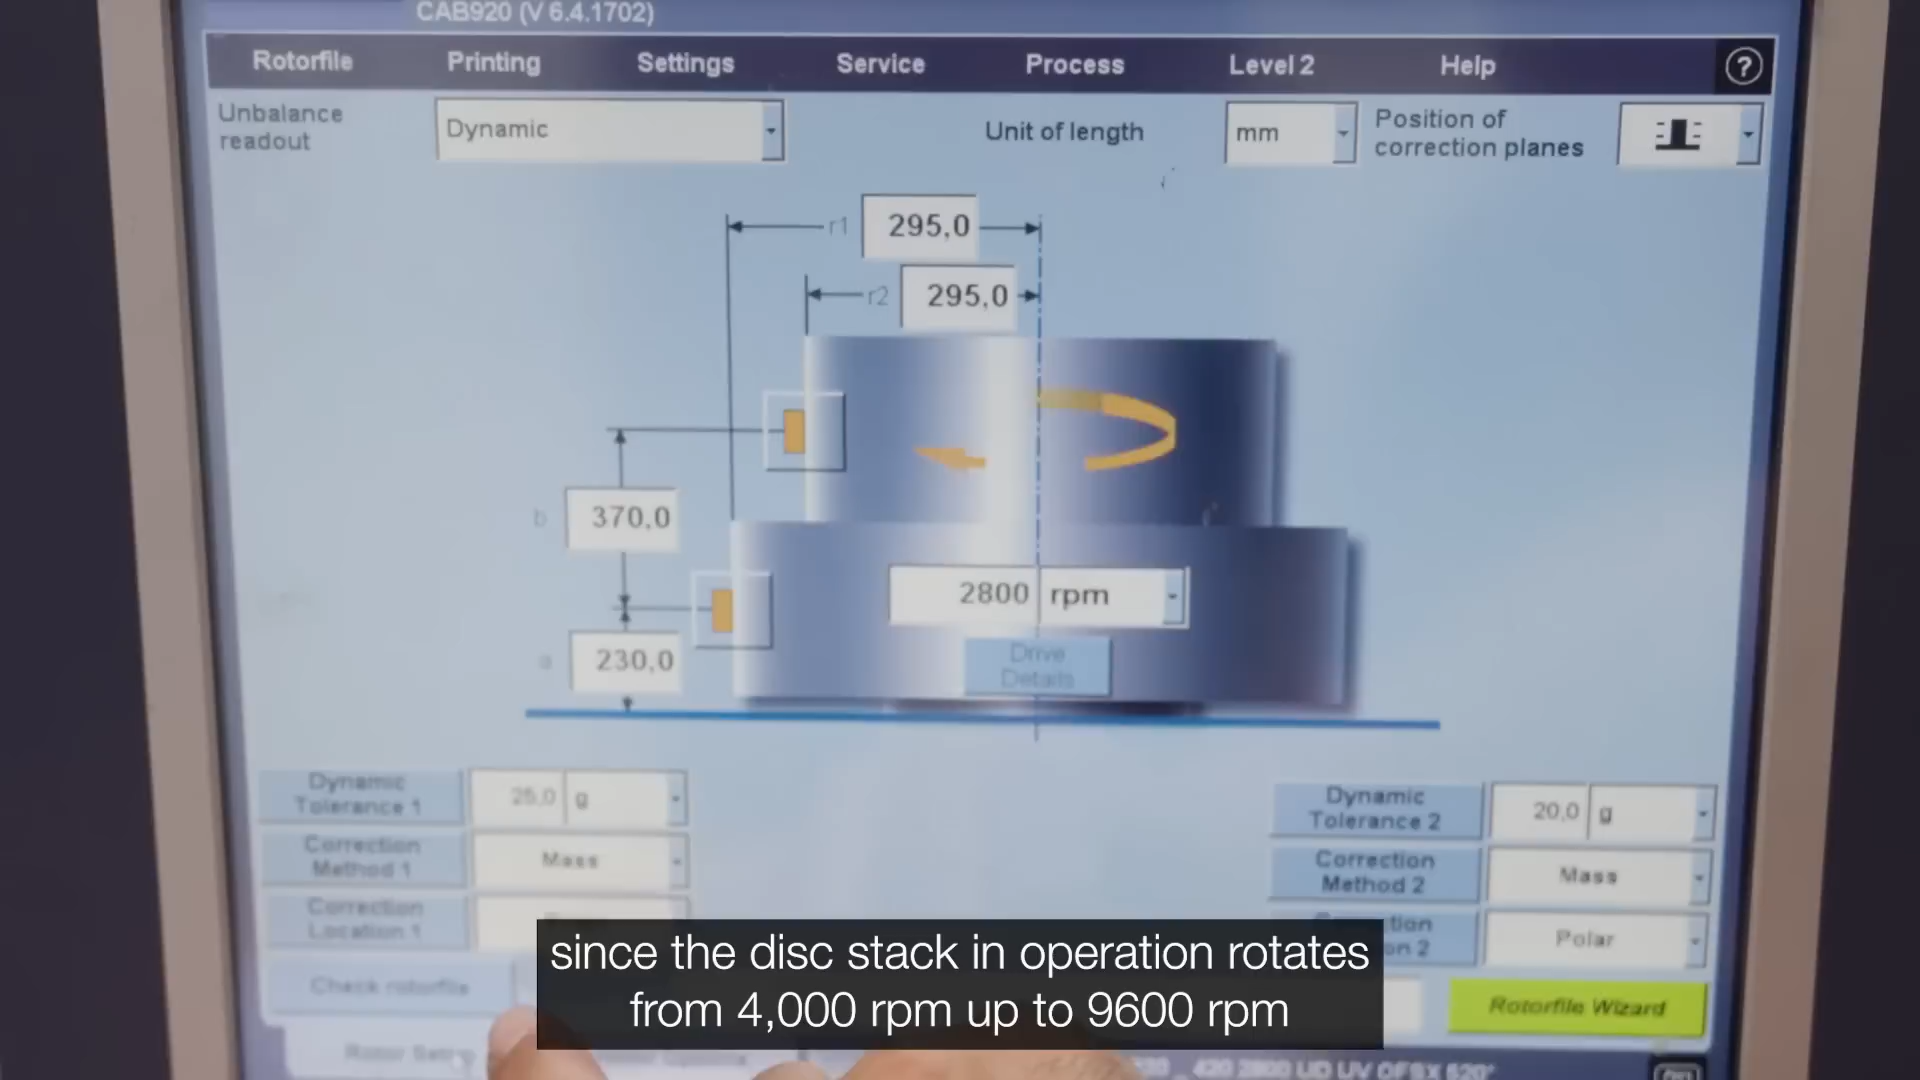 CAB920 (V 6.4.1702)
Rotorfile Printing Settings Service Process Level 2 Help ?
Unbalance
readout
Dynamic
Unit of length
mm
Position of
correction planes
r1 295,0
r2 295,0
b 370,0
2800 rpm
a 230,0
Drive
Details
Dynamic
Tolerance 1
25,0 g
Dynamic
Tolerance 2
20,0 g
Correction
Method 1
Mass
Correction
Method 2
Mass
Correction
Location 1
Polar
Check rotorfile
Rotorfile Wizard
since the disc stack in operation rotates
from 4,000 rpm up to 9600 rpm